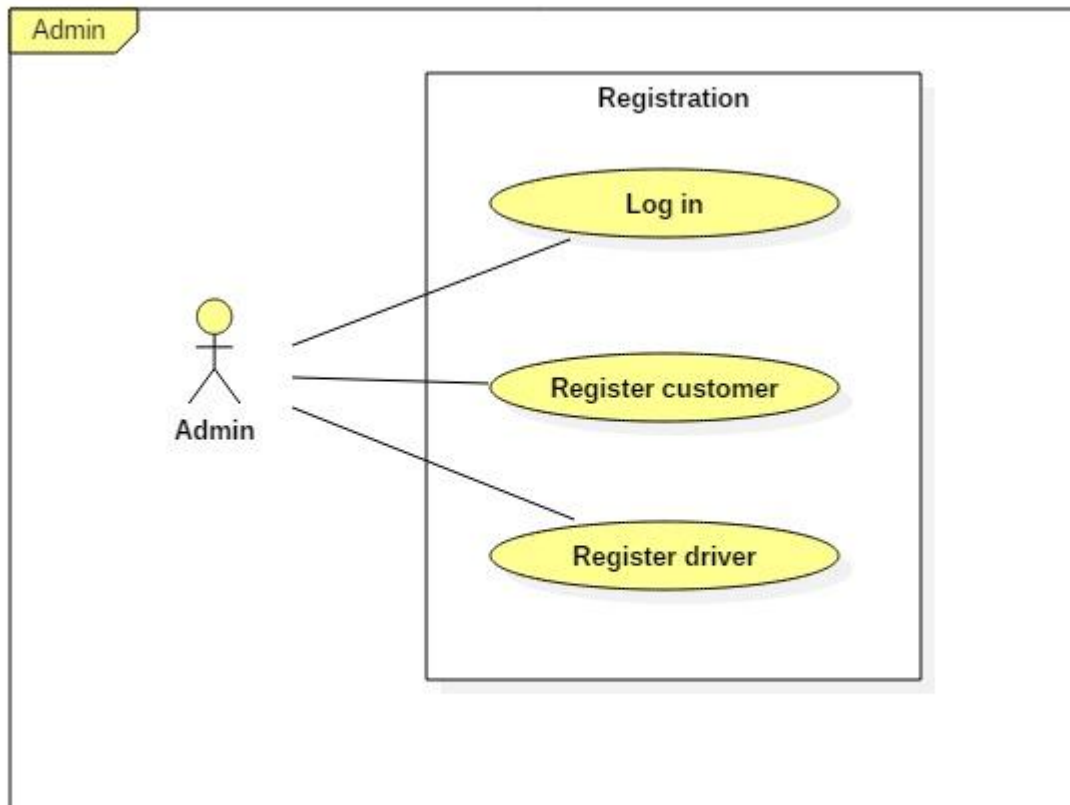 Admin
Registration
Log in
Register customer
Admin
Register driver